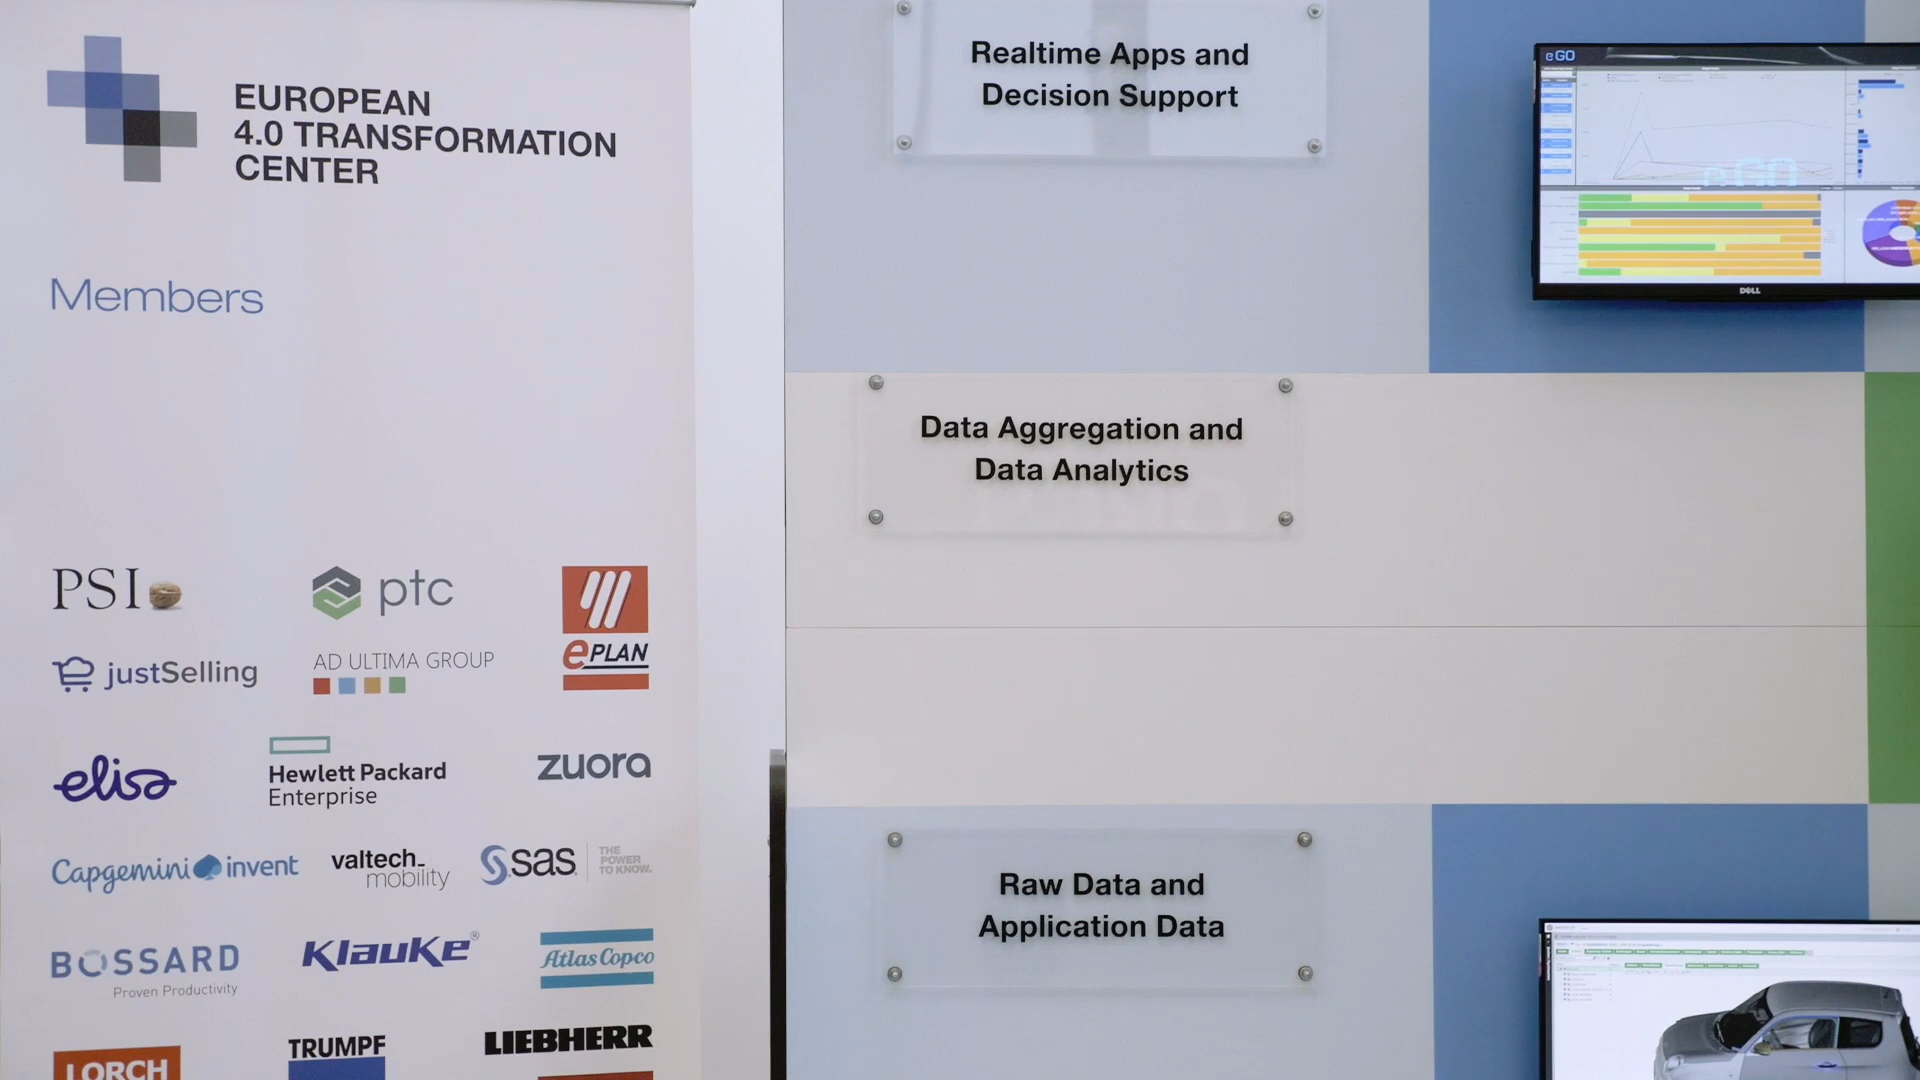 EUROPEAN
4.0 TRANSFORMATION
CENTER
Members
PSI
ptc
justSelling
AD ULTIMA GROUP
ePLAN
elisa
Hewlett Packard
Enterprise
zuora
Capgemini invent
valtech_
mobility
sas
THE
POWER
TO KNOW.
BOSSARD
Proven Productivity
KlauKe®
Atlas Copco
LORCH
TRUMPF
LIEBHERR
Realtime Apps and
Decision Support
Data Aggregation and
Data Analytics
Raw Data and
Application Data
e.GO
e.GO
DELL